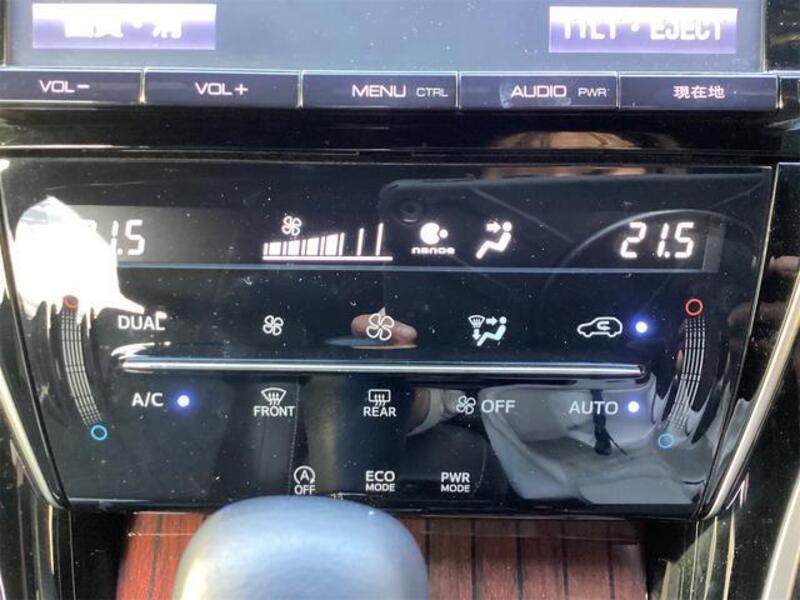 TILT・EJECT
VOL− VOL+ MENU CTRL AUDIO PWR 現在地
1.5 nanoe 21.5
DUAL
A/C FRONT REAR OFF AUTO
A OFF ECO MODE PWR MODE